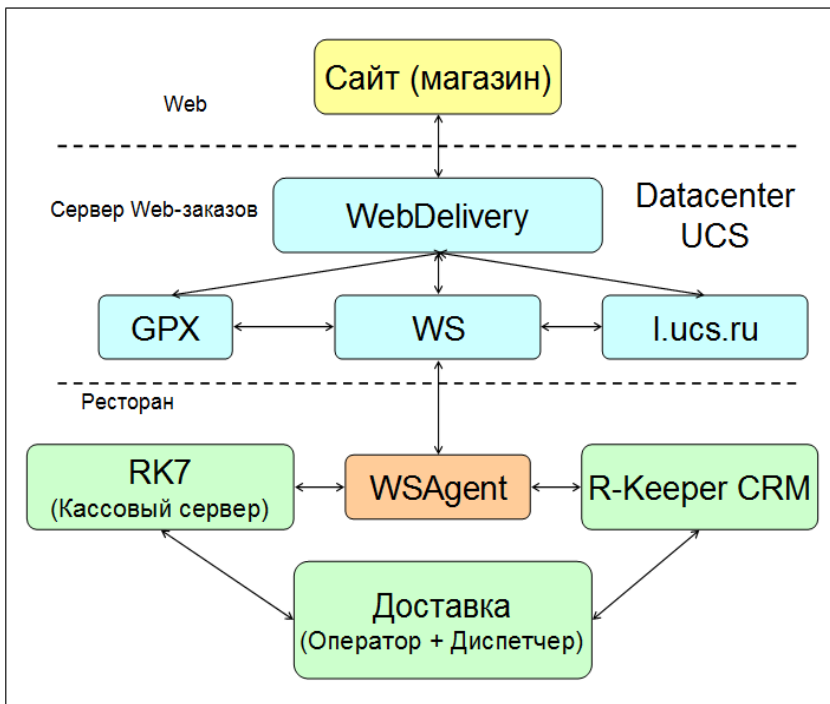 Сайт (магазин)
Web
Сервер Web-заказов
WebDelivery
Datacenter
UCS
GPX
WS
l.ucs.ru
Ресторан
RK7
(Кассовый сервер)
WSAgent
R-Keeper CRM
Доставка
(Оператор + Диспетчер)